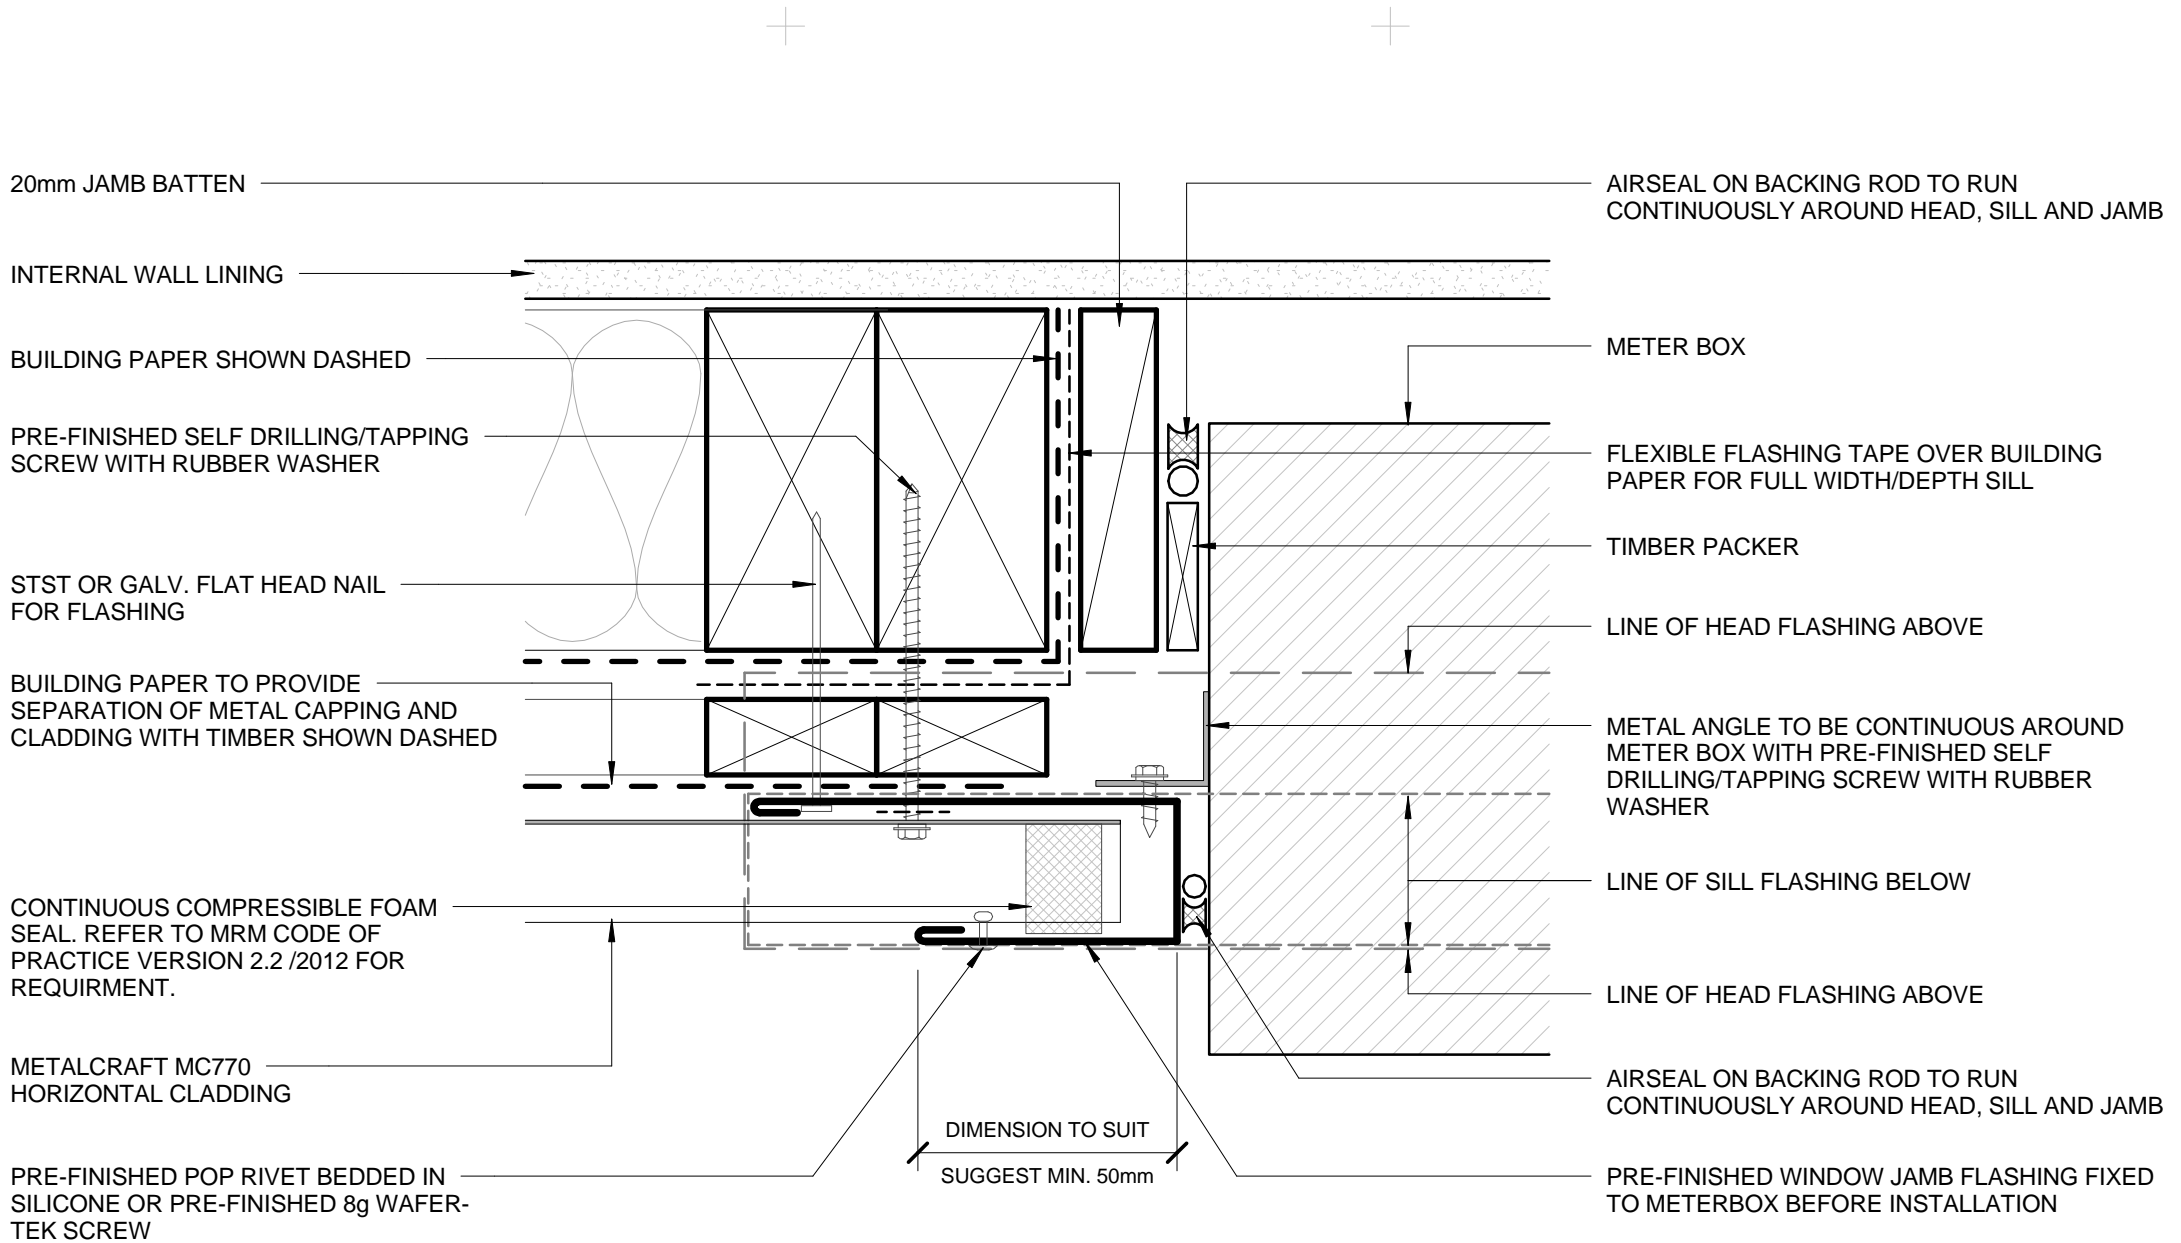 20mm JAMB BATTEN
INTERNAL WALL LINING
BUILDING PAPER SHOWN DASHED
PRE-FINISHED SELF DRILLING/TAPPING
SCREW WITH RUBBER WASHER
STST OR GALV. FLAT HEAD NAIL
FOR FLASHING
BUILDING PAPER TO PROVIDE
SEPARATION OF METAL CAPPING AND
CLADDING WITH TIMBER SHOWN DASHED
CONTINUOUS COMPRESSIBLE FOAM
SEAL. REFER TO MRM CODE OF
PRACTICE VERSION 2.2 /2012 FOR
REQUIRMENT.
METALCRAFT MC770
HORIZONTAL CLADDING
PRE-FINISHED POP RIVET BEDDED IN
SILICONE OR PRE-FINISHED 8g WAFER-
TEK SCREW
DIMENSION TO SUIT
SUGGEST MIN. 50mm
AIRSEAL ON BACKING ROD TO RUN
CONTINUOUSLY AROUND HEAD, SILL AND JAMB
METER BOX
FLEXIBLE FLASHING TAPE OVER BUILDING
PAPER FOR FULL WIDTH/DEPTH SILL
TIMBER PACKER
LINE OF HEAD FLASHING ABOVE
METAL ANGLE TO BE CONTINUOUS AROUND
METER BOX WITH PRE-FINISHED SELF
DRILLING/TAPPING SCREW WITH RUBBER
WASHER
LINE OF SILL FLASHING BELOW
LINE OF HEAD FLASHING ABOVE
AIRSEAL ON BACKING ROD TO RUN
CONTINUOUSLY AROUND HEAD, SILL AND JAMB
PRE-FINISHED WINDOW JAMB FLASHING FIXED
TO METERBOX BEFORE INSTALLATION